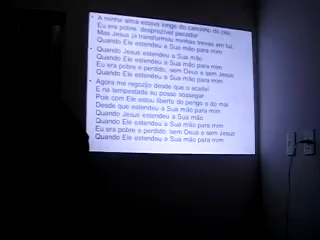 • A minha alma estava longe do caminho do céu
Eu era pobre, desprezível pecador
Mas Jesus já transformou minhas trevas em luz,
Quando Ele estendeu a Sua mão para mim
• Quando Jesus estendeu a Sua mão
Quando Ele estendeu a Sua mão para mim
Eu era pobre e perdido, sem Deus e sem Jesus
Quando Ele estendeu a Sua mão para mim
• Agora me regozijo desde que o aceitei
E na tempestade eu posso sossegar
Pois com Ele estou liberto do perigo e do mal
Desde que estendeu a Sua mão para mim
Quando Jesus estendeu a Sua mão
Quando Ele estendeu a Sua mão para mim
Eu era pobre e perdido, sem Deus e sem Jesus
Quando Ele estendeu a Sua mão para mim